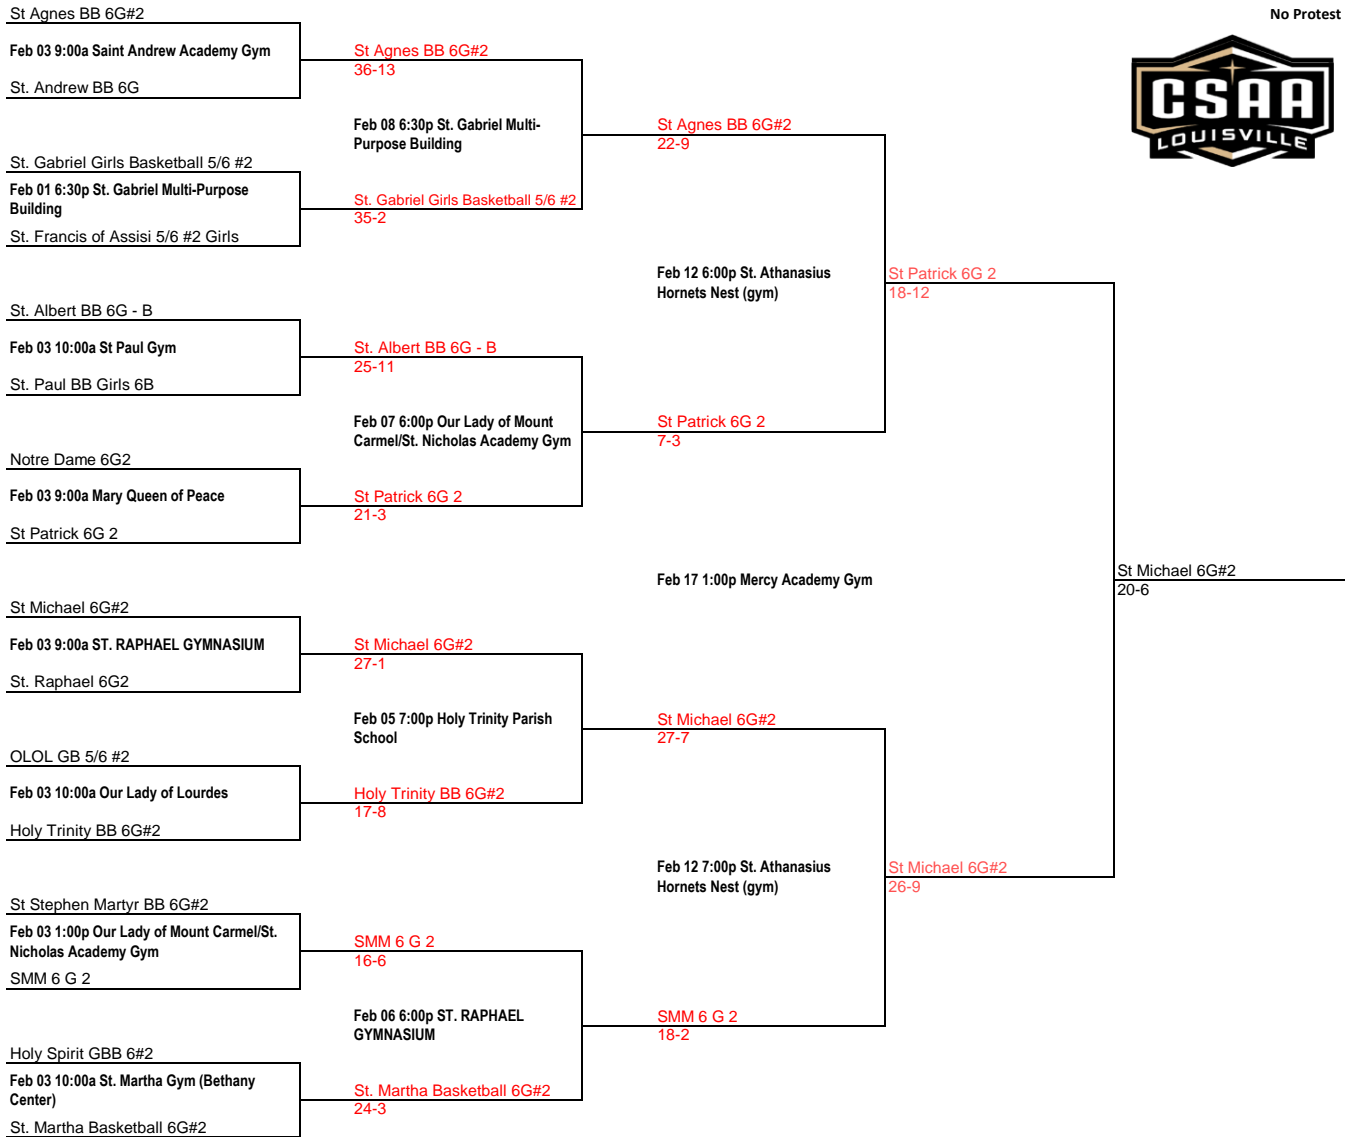 St Agnes BB 6G#2
Feb 03 9:00a Saint Andrew Academy Gym
St. Andrew BB 6G
St. Gabriel Girls Basketball 5/6 #2
Feb 01 6:30p St. Gabriel Multi-Purpose
Building
St. Francis of Assisi 5/6 #2 Girls
St. Albert BB 6G - B
Feb 03 10:00a St Paul Gym
St. Paul BB Girls 6B
Notre Dame 6G2
Feb 03 9:00a Mary Queen of Peace
St Patrick 6G 2
St Michael 6G#2
Feb 03 9:00a ST. RAPHAEL GYMNASIUM
St. Raphael 6G2
OLOL GB 5/6 #2
Feb 03 10:00a Our Lady of Lourdes
Holy Trinity BB 6G#2
St Stephen Martyr BB 6G#2
Feb 03 1:00p Our Lady of Mount Carmel/St.
Nicholas Academy Gym
SMM 6 G 2
Holy Spirit GBB 6#2
Feb 03 10:00a St. Martha Gym (Bethany
Center)
St. Martha Basketball 6G#2
St Agnes BB 6G#2
36-13
Feb 08 6:30p St. Gabriel Multi-
Purpose Building
St. Gabriel Girls Basketball 5/6 #2
35-2
St. Albert BB 6G - B
25-11
Feb 07 6:00p Our Lady of Mount
Carmel/St. Nicholas Academy Gym
St Patrick 6G 2
21-3
St Michael 6G#2
27-1
Feb 05 7:00p Holy Trinity Parish
School
Holy Trinity BB 6G#2
17-8
SMM 6 G 2
16-6
Feb 06 6:00p ST. RAPHAEL
GYMNASIUM
St. Martha Basketball 6G#2
24-3
St Agnes BB 6G#2
22-9
Feb 12 6:00p St. Athanasius
Hornets Nest (gym)
St Patrick 6G 2
7-3
Feb 17 1:00p Mercy Academy Gym
St Michael 6G#2
27-7
Feb 12 7:00p St. Athanasius
Hornets Nest (gym)
SMM 6 G 2
18-2
St Patrick 6G 2
18-12
St Michael 6G#2
26-9
St Michael 6G#2
20-6
No Protest
CSAA
LOUISVILLE